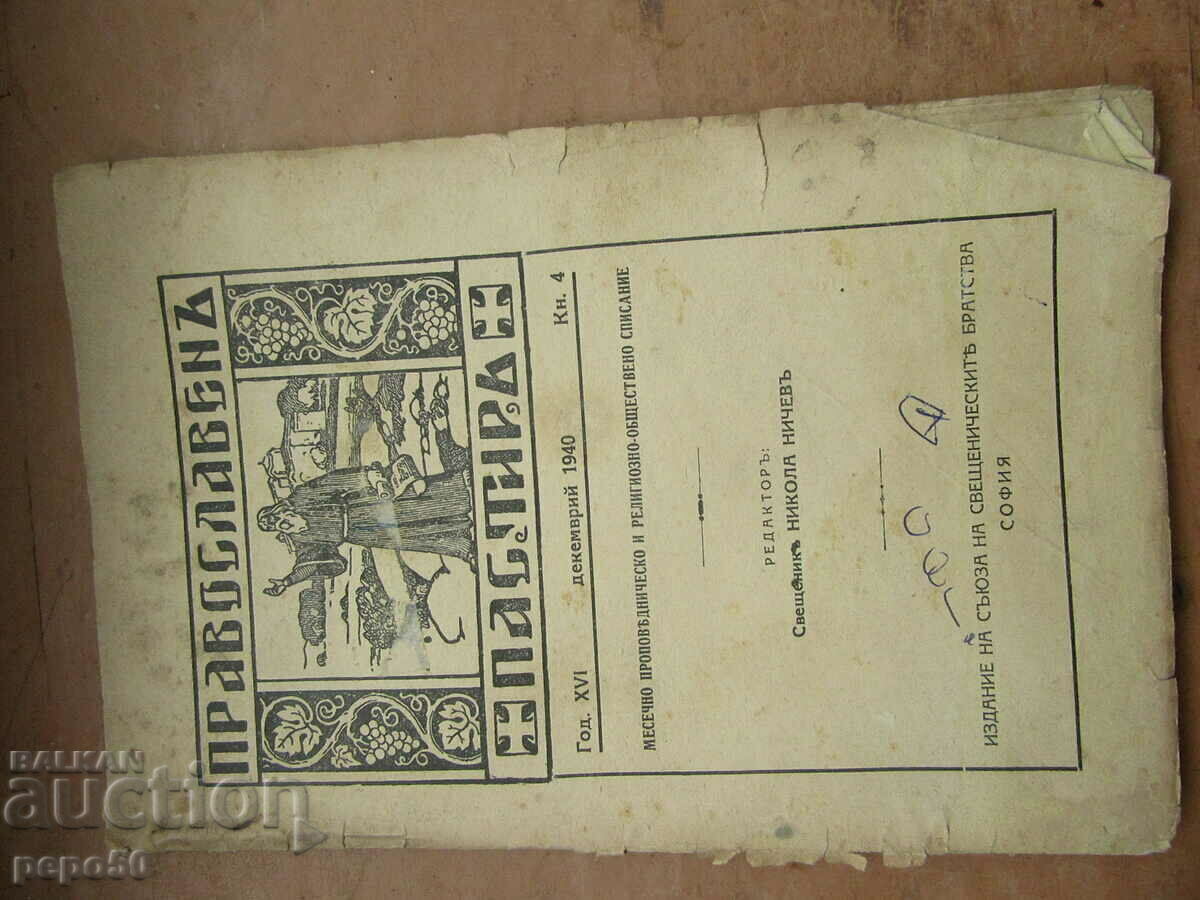 ПРАВОСЛАВЕНЪ
ПАСТИРЬ
Год. XVI декемврий 1940 Кн. 4
МЕСЕЧНО ПРОПОВѢДНИЧЕСКО И РЕЛИГИОЗНО-ОБЩЕСТВЕНО СПИСАНИЕ
РЕДАКТОРЪ:
Свещеникъ НИКОЛА НИЧЕВЪ
ИЗДАНИЕ НА СЪЮЗА НА СВЕЩЕНИЧЕСКИТѢ БРАТСТВА
СОФИЯ
BALKAN
auction
pepo50